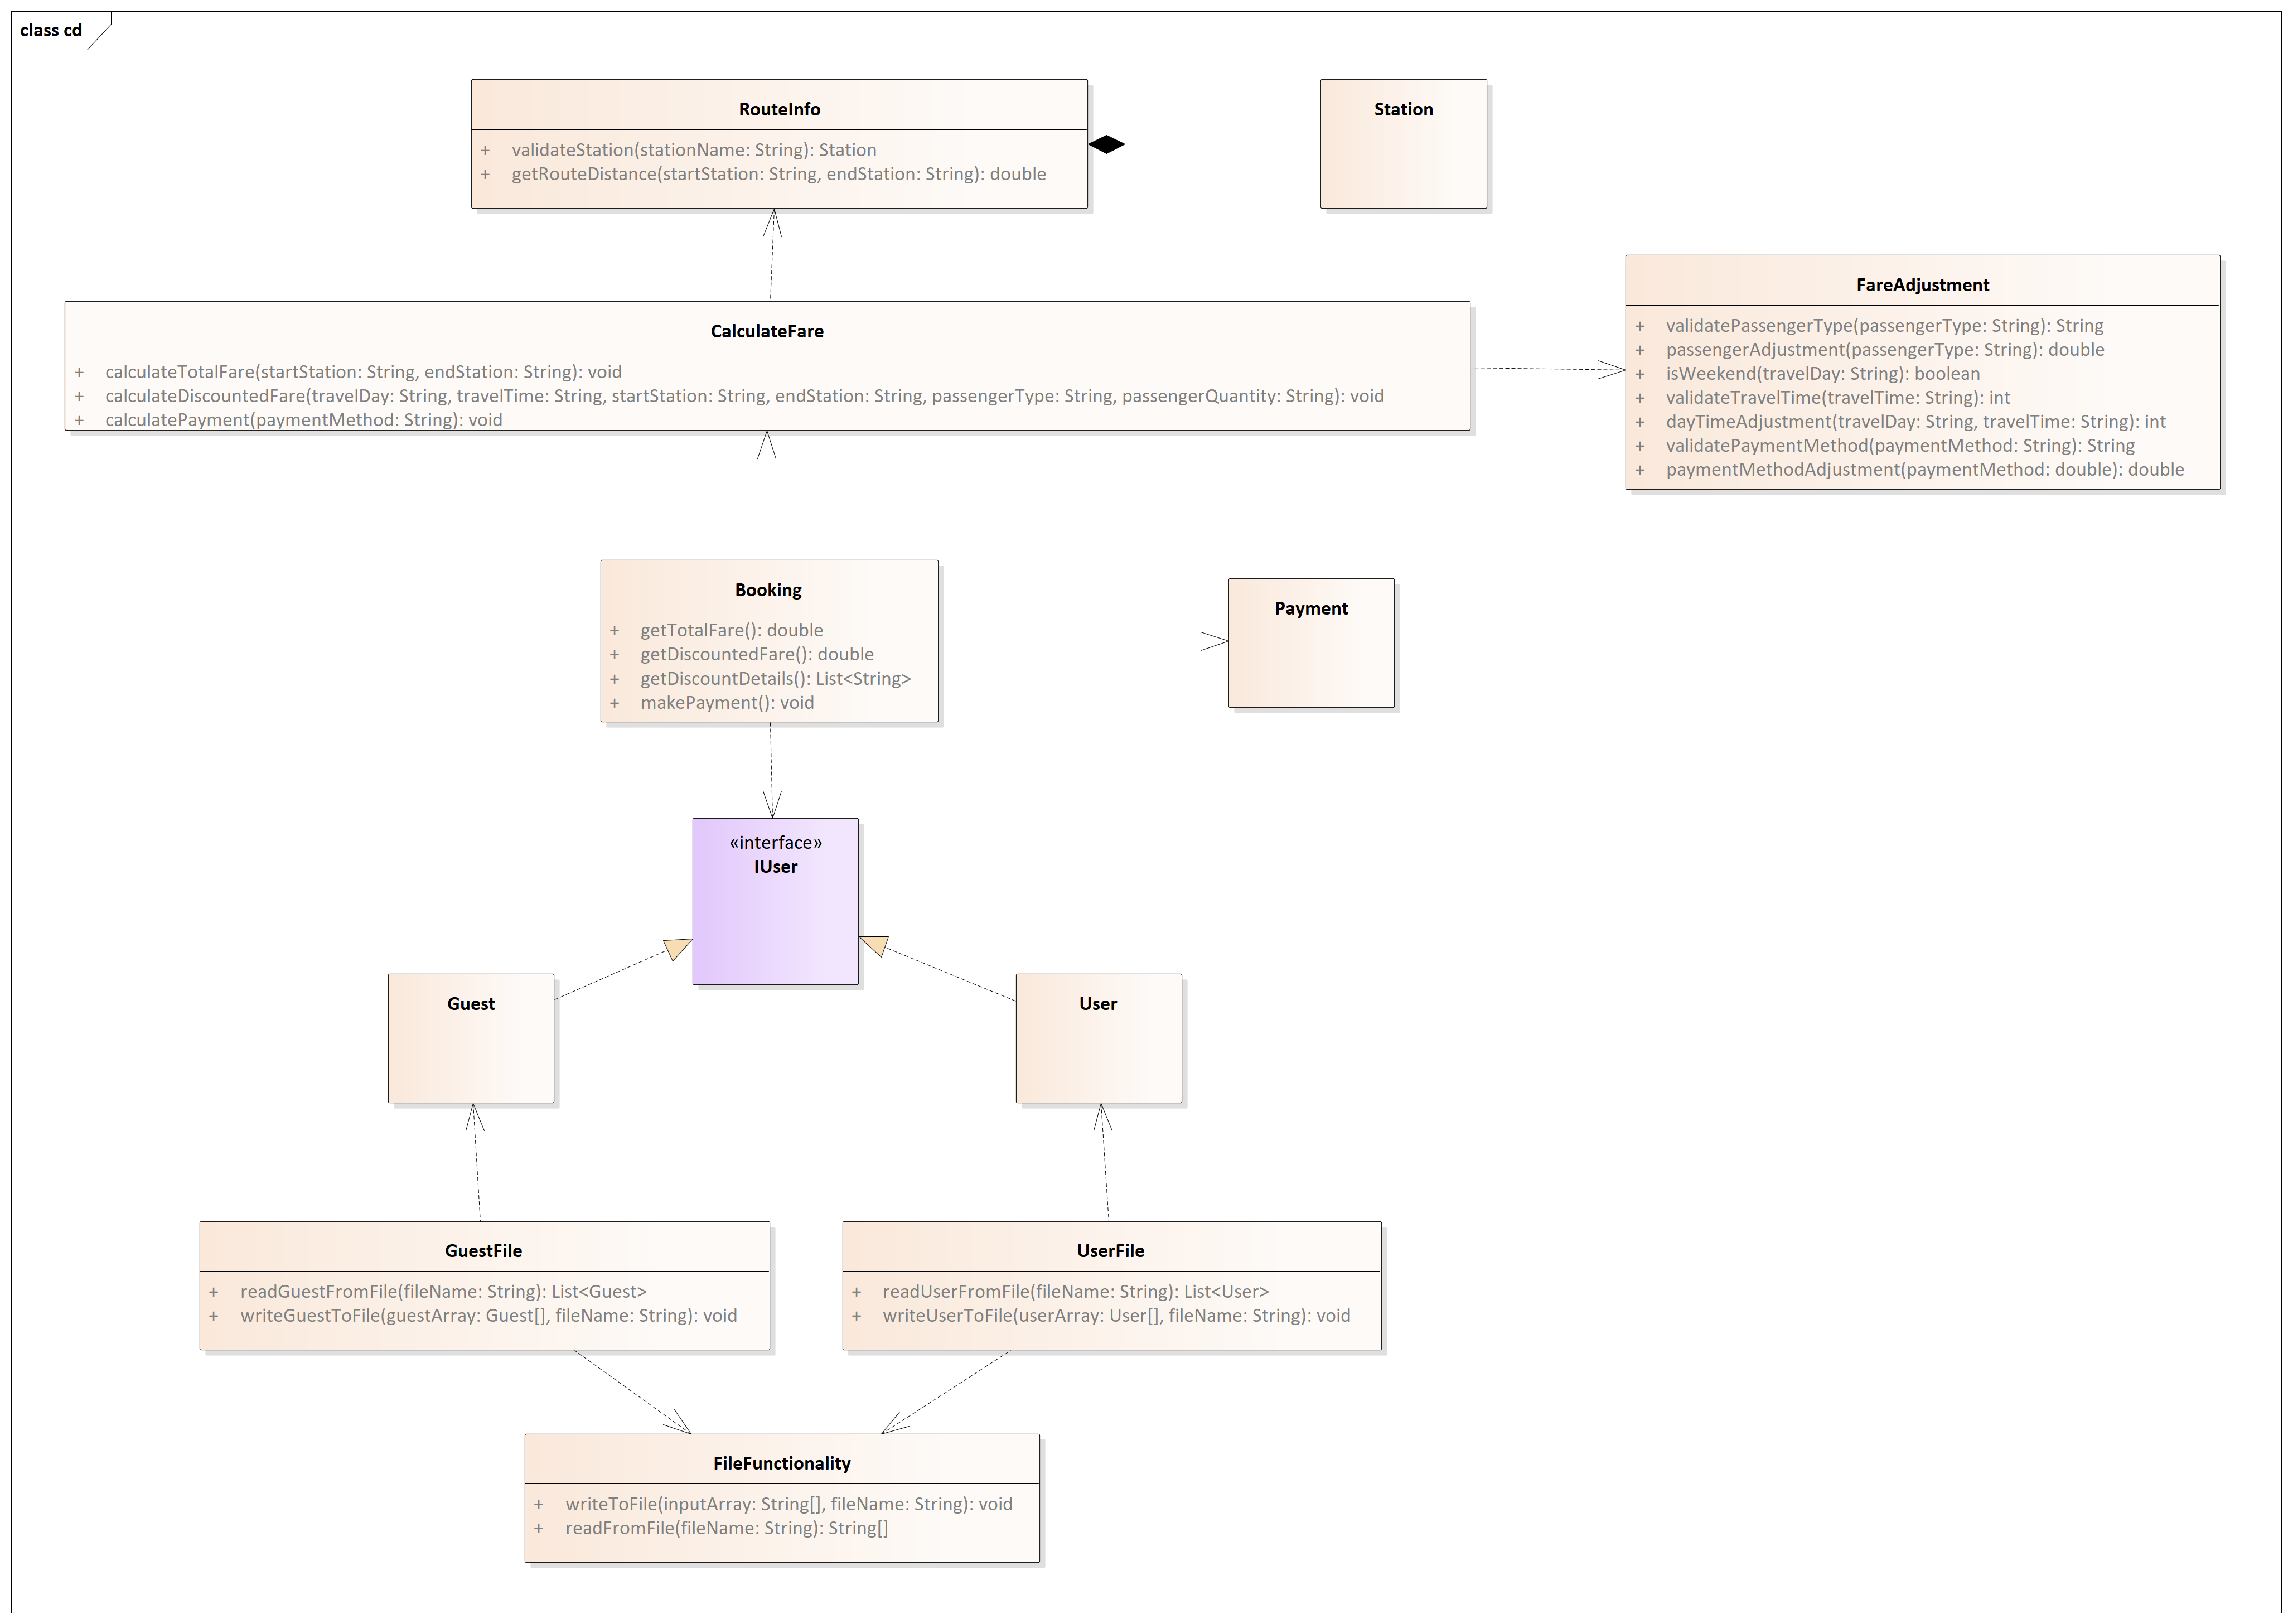 class cd
RouteInfo
+ validateStation(stationName: String): Station
+ getRouteDistance(startStation: String, endStation: String): double
Station
CalculateFare
+ calculateTotalFare(startStation: String, endStation: String): void
+ calculateDiscountedFare(travelDay: String, travelTime: String, startStation: String, endStation: String, passengerType: String, passengerQuantity: String): void
+ calculatePayment(paymentMethod: String): void
FareAdjustment
+ validatePassengerType(passengerType: String): String
+ passengerAdjustment(passengerType: String): double
+ isWeekend(travelDay: String): boolean
+ validateTravelTime(travelTime: String): int
+ dayTimeAdjustment(travelDay: String, travelTime: String): int
+ validatePaymentMethod(paymentMethod: String): String
+ paymentMethodAdjustment(paymentMethod: double): double
Booking
+ getTotalFare(): double
+ getDiscountedFare(): double
+ getDiscountDetails(): List<String>
+ makePayment(): void
Payment
«interface»
IUser
Guest
User
GuestFile
+ readGuestFromFile(fileName: String): List<Guest>
+ writeGuestToFile(guestArray: Guest[], fileName: String): void
UserFile
+ readUserFromFile(fileName: String): List<User>
+ writeUserToFile(userArray: User[], fileName: String): void
FileFunctionality
+ writeToFile(inputArray: String[], fileName: String): void
+ readFromFile(fileName: String): String[]